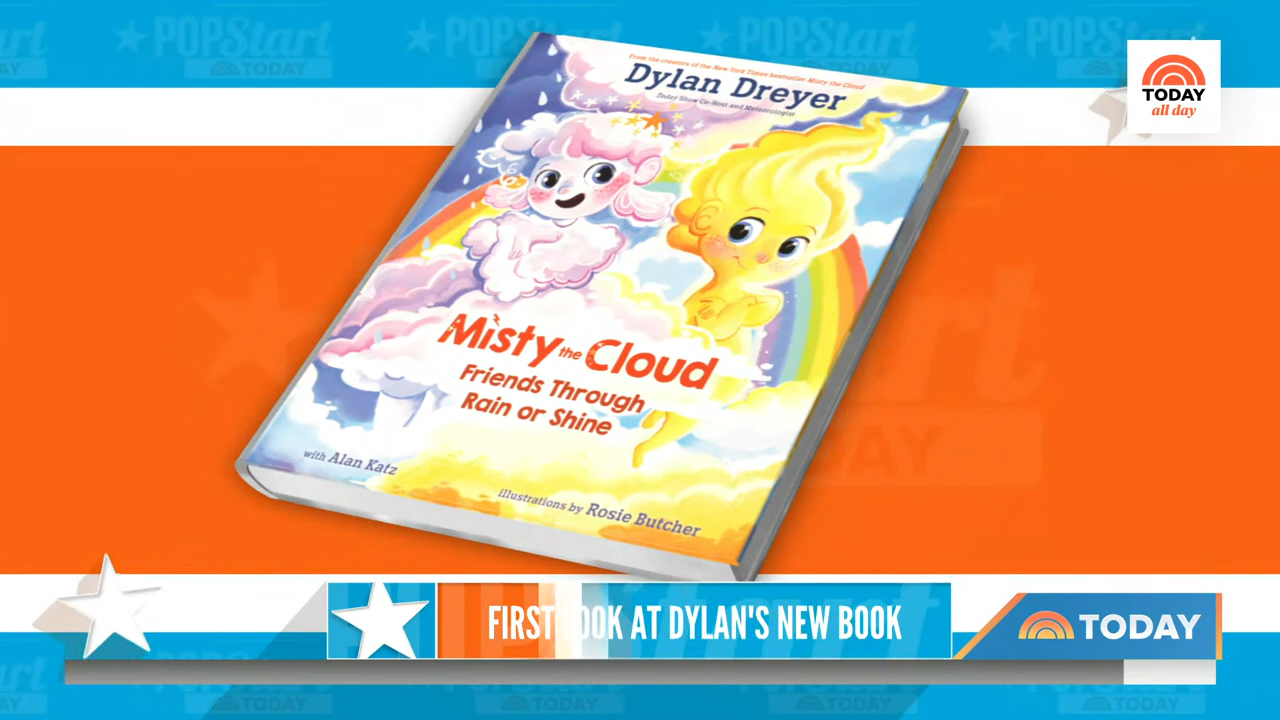 POPStart
TODAY
TODAY
all day
From the creators of the New York Times bestseller Misty the Cloud
Dylan Dreyer
Today Show Co-Host and Meteorologist
Misty the Cloud
Friends Through
Rain or Shine
with Alan Katz
illustrations by Rosie Butcher
FIRST LOOK AT DYLAN'S NEW BOOK
TODAY